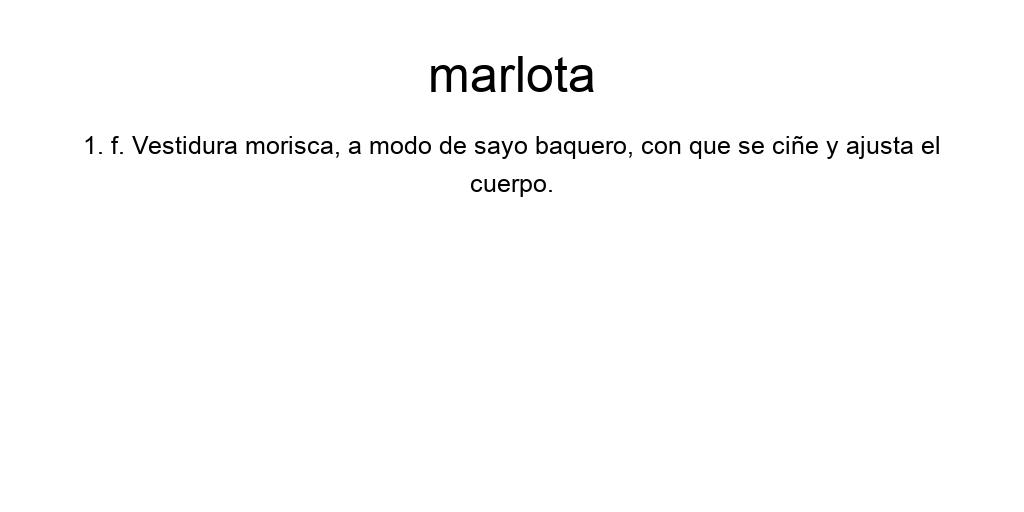 marlota
1. f. Vestidura morisca, a modo de sayo baquero, con que se ciñe y ajusta el
cuerpo.